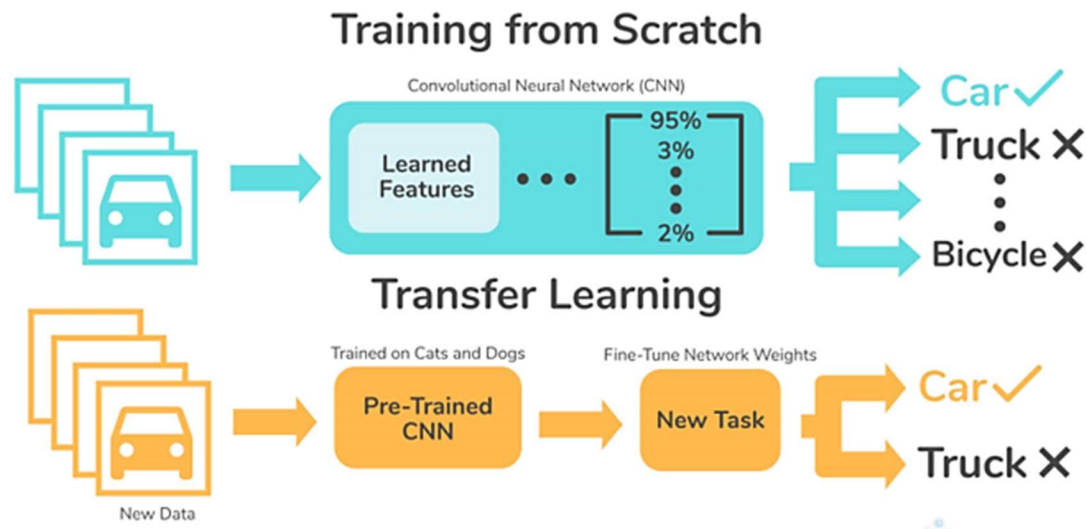 Training from Scratch
Convolutional Neural Network (CNN)
Learned
Features
95%
3%
2%
Car
Truck
Bicycle
Transfer Learning
Trained on Cats and Dogs
Pre-Trained
CNN
Fine-Tune Network Weights
New Task
Car
Truck
New Data